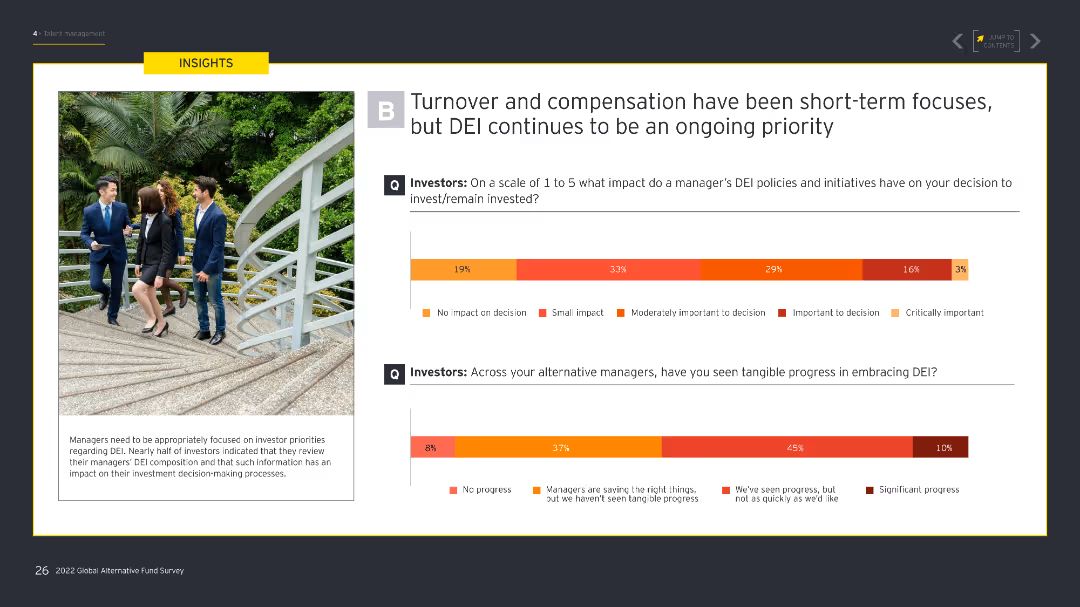 4 > Talent management
JUMP TO
CONTENTS
INSIGHTS
B
Turnover and compensation have been short-term focuses,
but DEI continues to be an ongoing priority
Q
Investors: On a scale of 1 to 5 what impact do a manager's DEI policies and initiatives have on your decision to
invest/remain invested?
19% 33% 29% 16% 3%
No impact on decision Small impact Moderately important to decision Important to decision Critically important
Q
Investors: Across your alternative managers, have you seen tangible progress in embracing DEI?
8% 37% 45% 10%
No progress
Managers are saying the right things,
but we haven't seen tangible progress
We've seen progress, but
not as quickly as we'd like
Significant progress
Managers need to be appropriately focused on investor priorities
regarding DEI. Nearly half of investors indicated that they review
their managers' DEI composition and that such information has an
impact on their investment decision-making processes.
26 2022 Global Alternative Fund Survey